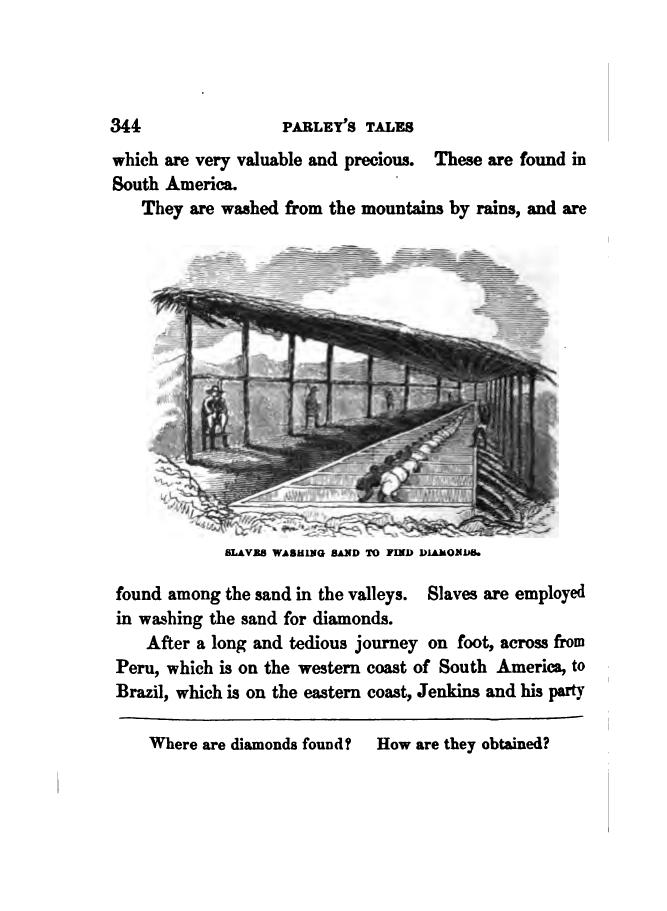 344 PARLEY'S TALES
which are very valuable and precious. These are found in
South America.
They are washed from the mountains by rains, and are
SLAVES WASHING SAND TO FIND DIAMONDS.
found among the sand in the valleys. Slaves are employed
in washing the sand for diamonds.
After a long and tedious journey on foot, across from
Peru, which is on the western coast of South America, to
Brazil, which is on the eastern coast, Jenkins and his party
Where are diamonds found? How are they obtained?